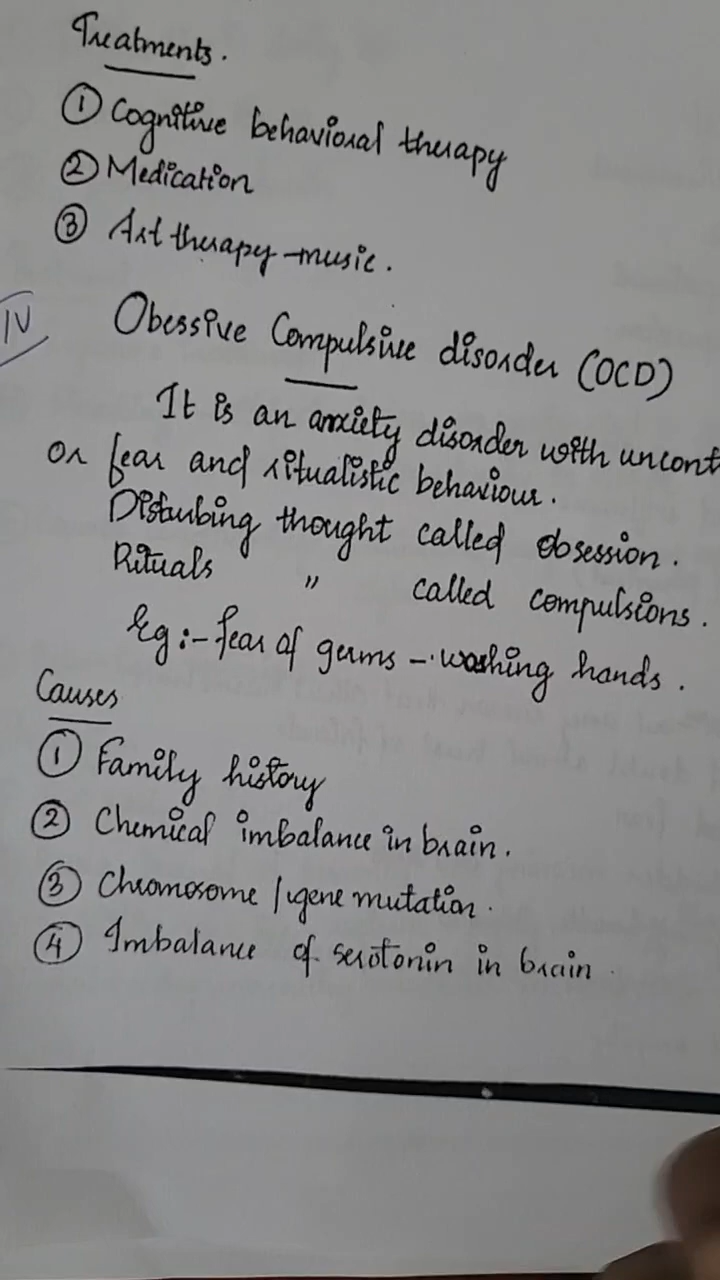 Treatments.
① Cognitive behavioral therapy
② Medication
③ Art therapy - music.
IV Obessive Compulsive disorder (OCD)
It is an anxiety disorder with uncont
or fear and ritualistic behaviour.
Disturbing thought called obsession.
Rituals " called compulsions.
Eg:- fear of germs - washing hands.
Causes
① Family history
② Chemical imbalance in brain.
③ Chromosome / gene mutation.
④ Imbalance of serotonin in brain.